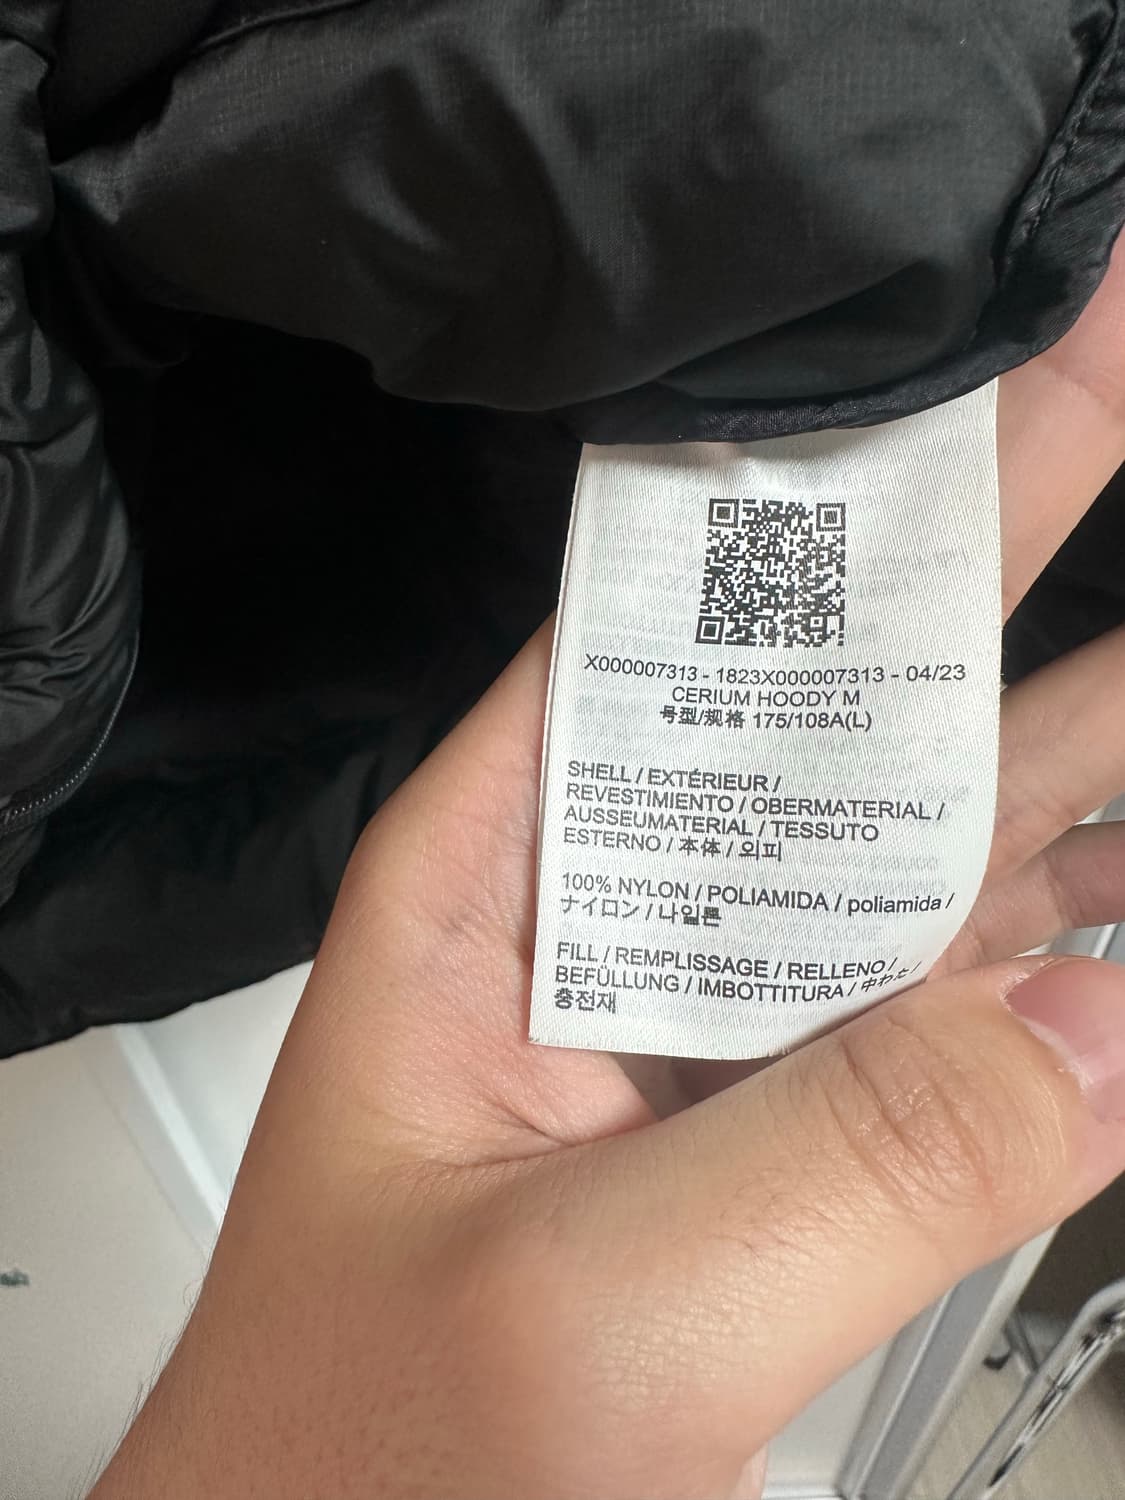 X000007313 - 1823X000007313 - 04/23
CERIUM HOODY M
号型/规格 175/108A(L)
SHELL / EXTÉRIEUR /
REVESTIMIENTO / OBERMATERIAL /
AUSSEUMATERIAL / TESSUTO
ESTERNO / 本体 / 외피
100% NYLON / POLIAMIDA / poliamida /
ナイロン / 나일론
FILL / REMPLISSAGE / RELLENO /
BEFÜLLUNG / IMBOTTITURA / 中わた /
충전재